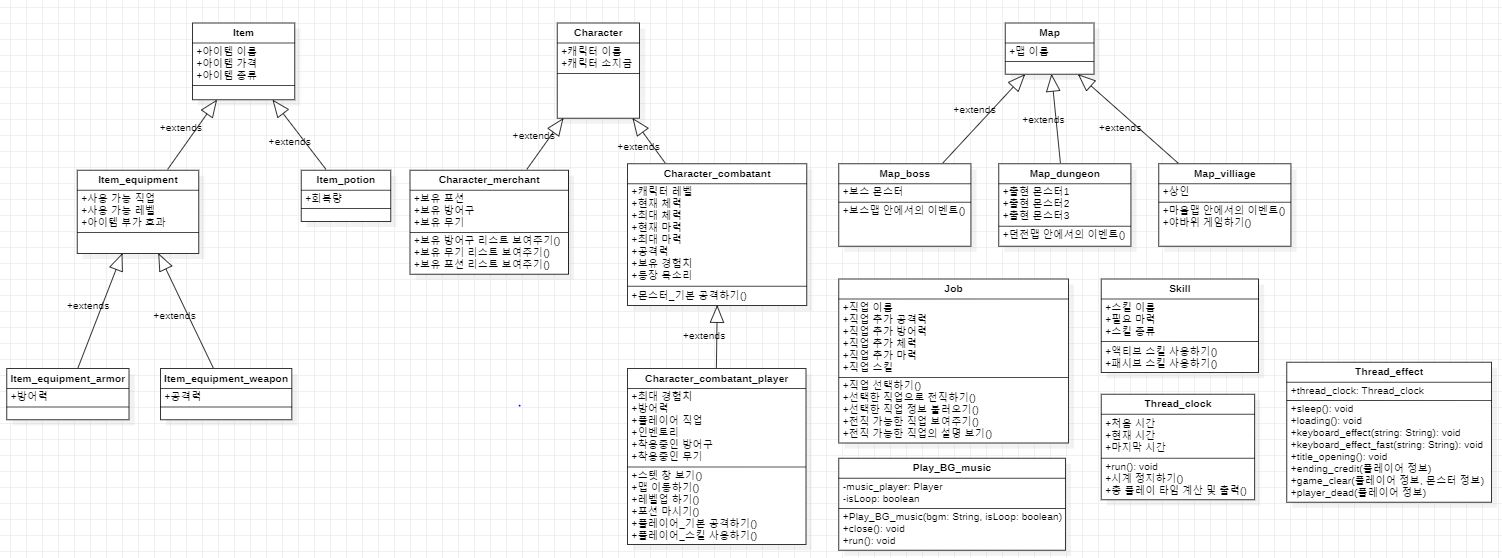 Item
+아이템 이름
+아이템 가격
+아이템 종류
+extends
+extends
Item_equipment
+사용 가능 직업
+사용 가능 레벨
+아이템 부가 효과
Item_potion
+회복량
+extends
+extends
Item_equipment_armor
+방어력
Item_equipment_weapon
+공격력
Character
+캐릭터 이름
+캐릭터 소지금
+extends
+extends
Character_merchant
+보유 포션
+보유 방어구
+보유 무기
+보유 방어구 리스트 보여주기()
+보유 무기 리스트 보여주기()
+보유 포션 리스트 보여주기()
Character_combatant
+캐릭터 레벨
+현재 체력
+최대 체력
+현재 마력
+최대 마력
+공격력
+보유 경험치
+등장 목소리
+몬스터_기본 공격하기()
+extends
Character_combatant_player
+최대 경험치
+방어력
+플레이어 직업
+인벤토리
+착용중인 방어구
+착용중인 무기
+스텟 창 보기()
+맵 이동하기()
+레벨업 하기()
+포션 마시기()
+플레이어_기본 공격하기()
+플레이어_스킬 사용하기()
Map
+맵 이름
+extends
+extends
+extends
Map_boss
+보스 몬스터
+보스맵 안에서의 이벤트()
Map_dungeon
+출현 몬스터1
+출현 몬스터2
+출현 몬스터3
+던전맵 안에서의 이벤트()
Map_villiage
+상인
+마을맵 안에서의 이벤트()
+야바위 게임하기()
Job
+직업 이름
+직업 추가 공격력
+직업 추가 방어력
+직업 추가 체력
+직업 추가 마력
+직업 스킬
+직업 선택하기()
+선택한 직업으로 전직하기()
+선택한 직업 정보 불러오기()
+전직 가능한 직업 보여주기()
+전직 가능한 직업의 설명 보기()
Skill
+스킬 이름
+필요 마력
+스킬 종류
+액티브 스킬 사용하기()
+패시브 스킬 사용하기()
Play_BG_music
-music_player: Player
-isLoop: boolean
+Play_BG_music(bgm: String, isLoop: boolean)
+close(): void
+run(): void
Thread_clock
+처음 시간
+현재 시간
+마지막 시간
+run(): void
+시계 정지하기()
+총 플레이 타임 계산 및 출력()
Thread_effect
+thread_clock: Thread_clock
+sleep(): void
+loading(): void
+keyboard_effect(string: String): void
+keyboard_effect_fast(string: String): void
+title_opening(): void
+ending_credit(플레이어 정보)
+game_clear(플레이어 정보, 몬스터 정보)
+player_dead(플레이어 정보)